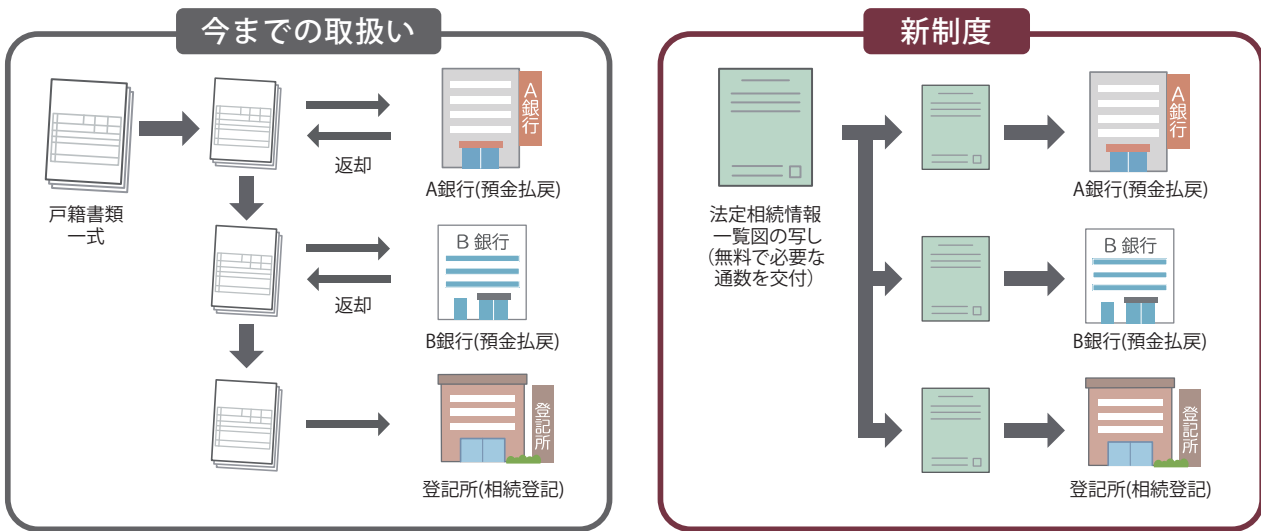 今までの取扱い
戸籍書類
一式
返却
A銀行
A銀行(預金払戻)
返却
B 銀行
B銀行(預金払戻)
登記所
登記所(相続登記)
新制度
法定相続情報
一覧図の写し
(無料で必要な
通数を交付)
A銀行
A銀行(預金払戻)
B 銀行
B銀行(預金払戻)
登記所
登記所(相続登記)